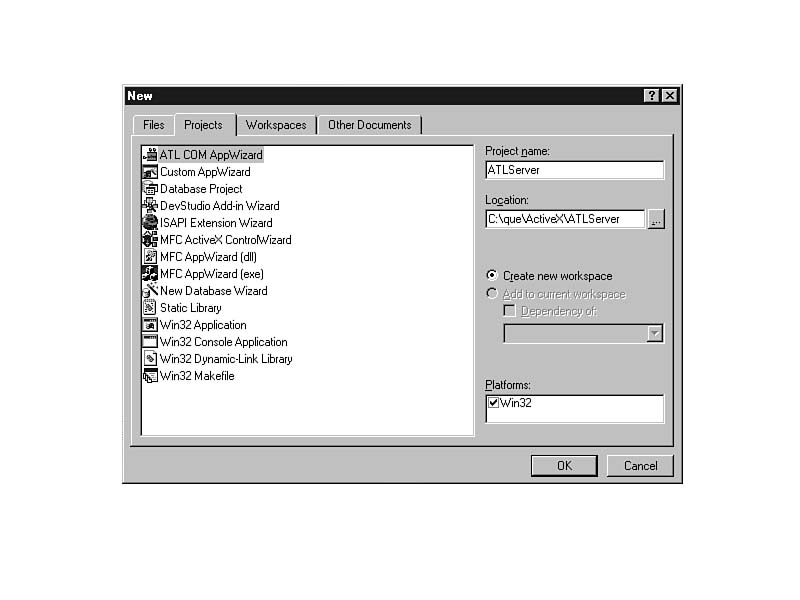 New
Files
Projects
Workspaces
Other Documents
ATL COM AppWizard
Custom AppWizard
Database Project
DevStudio Add-in Wizard
ISAPI Extension Wizard
MFC ActiveX ControlWizard
MFC AppWizard (dll)
MFC AppWizard (exe)
New Database Wizard
Static Library
Win32 Application
Win32 Console Application
Win32 Dynamic-Link Library
Win32 Makefile
Project name:
ATLServer
Location:
C:\que\ActiveX\ATLServer
...
Create new workspace
Add to current workspace
Dependency of:
Platforms:
Win32
OK
Cancel